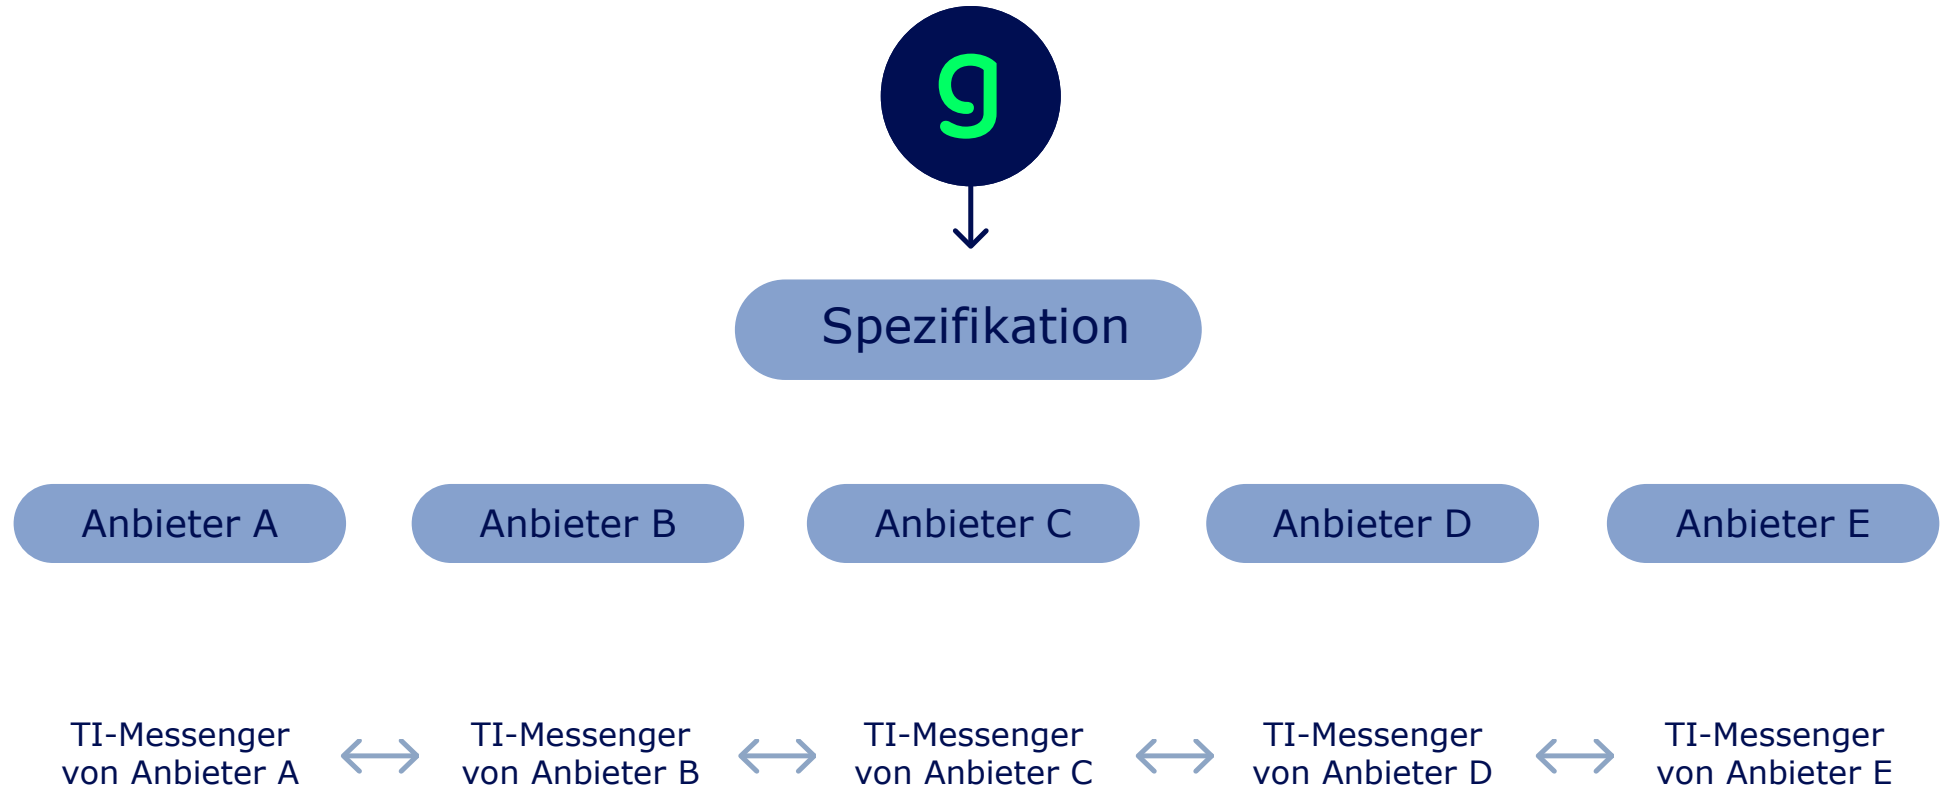 g
Spezifikation
Anbieter A
Anbieter B
Anbieter C
Anbieter D
Anbieter E
TI-Messenger
von Anbieter A
TI-Messenger
von Anbieter B
TI-Messenger
von Anbieter C
TI-Messenger
von Anbieter D
TI-Messenger
von Anbieter E